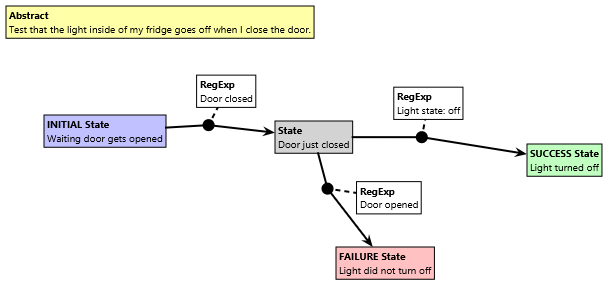 Abstract
Test that the light inside of my fridge goes off when I close the door.
RegExp
Door closed
RegExp
Light state: off
INITIAL State
Waiting door gets opened
State
Door just closed
SUCCESS State
Light turned off
RegExp
Door opened
FAILURE State
Light did not turn off